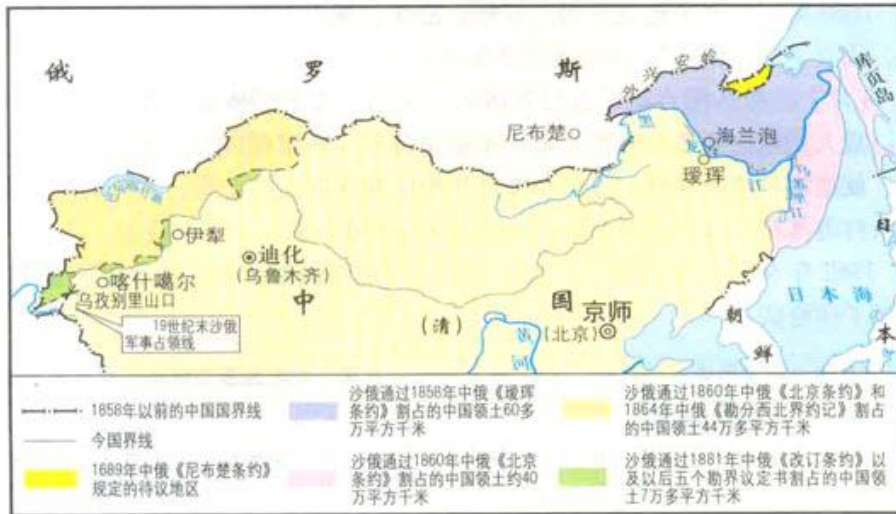 俄 罗 斯
外兴安岭
库页岛
尼布楚
海兰泡
瑷珲
黑
龙
江
乌苏里江
伊犁
迪化
(乌鲁木齐)
喀什噶尔
乌孜别里山口
19世纪末沙俄
军事占领线
中 国
(清)
京师
(北京)
黄河
朝鲜
日本海
日本
1858年以前的中国国界线
今国界线
1689年中俄《尼布楚条约》
规定的待议地区
沙俄通过1858年中俄《瑷珲
条约》割占的中国领土60多
万平方千米
沙俄通过1860年中俄《北京
条约》割占的中国领土约40
万平方千米
沙俄通过1860年中俄《北京条约》和
1864年中俄《勘分西北界约记》割占
的中国领土44万多平方千米
沙俄通过1881年中俄《改订条约》以
及以后五个勘界议定书割占的中国领
土7万多平方千米